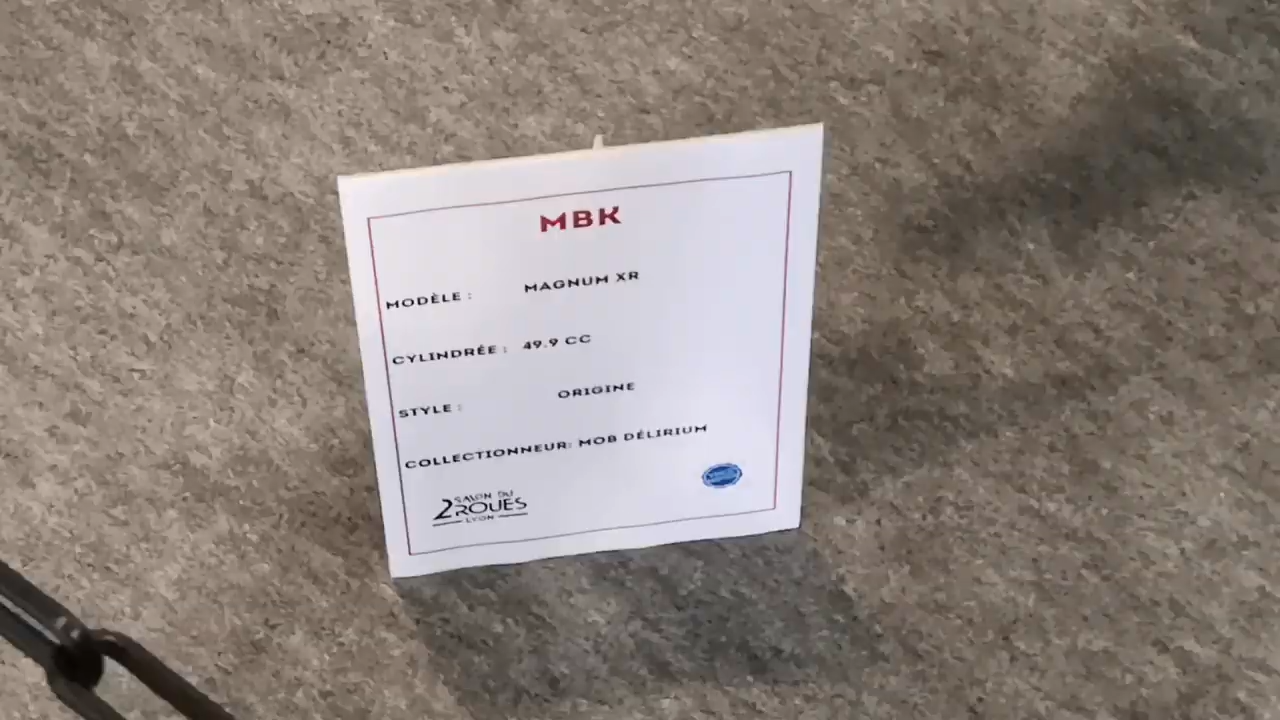 MBK
MODÈLE : MAGNUM XR
CYLINDRÉE : 49.9 CC
STYLE : ORIGINE
COLLECTIONNEUR: MOB DÉLIRIUM
SALON DU
2 ROUES
LYON